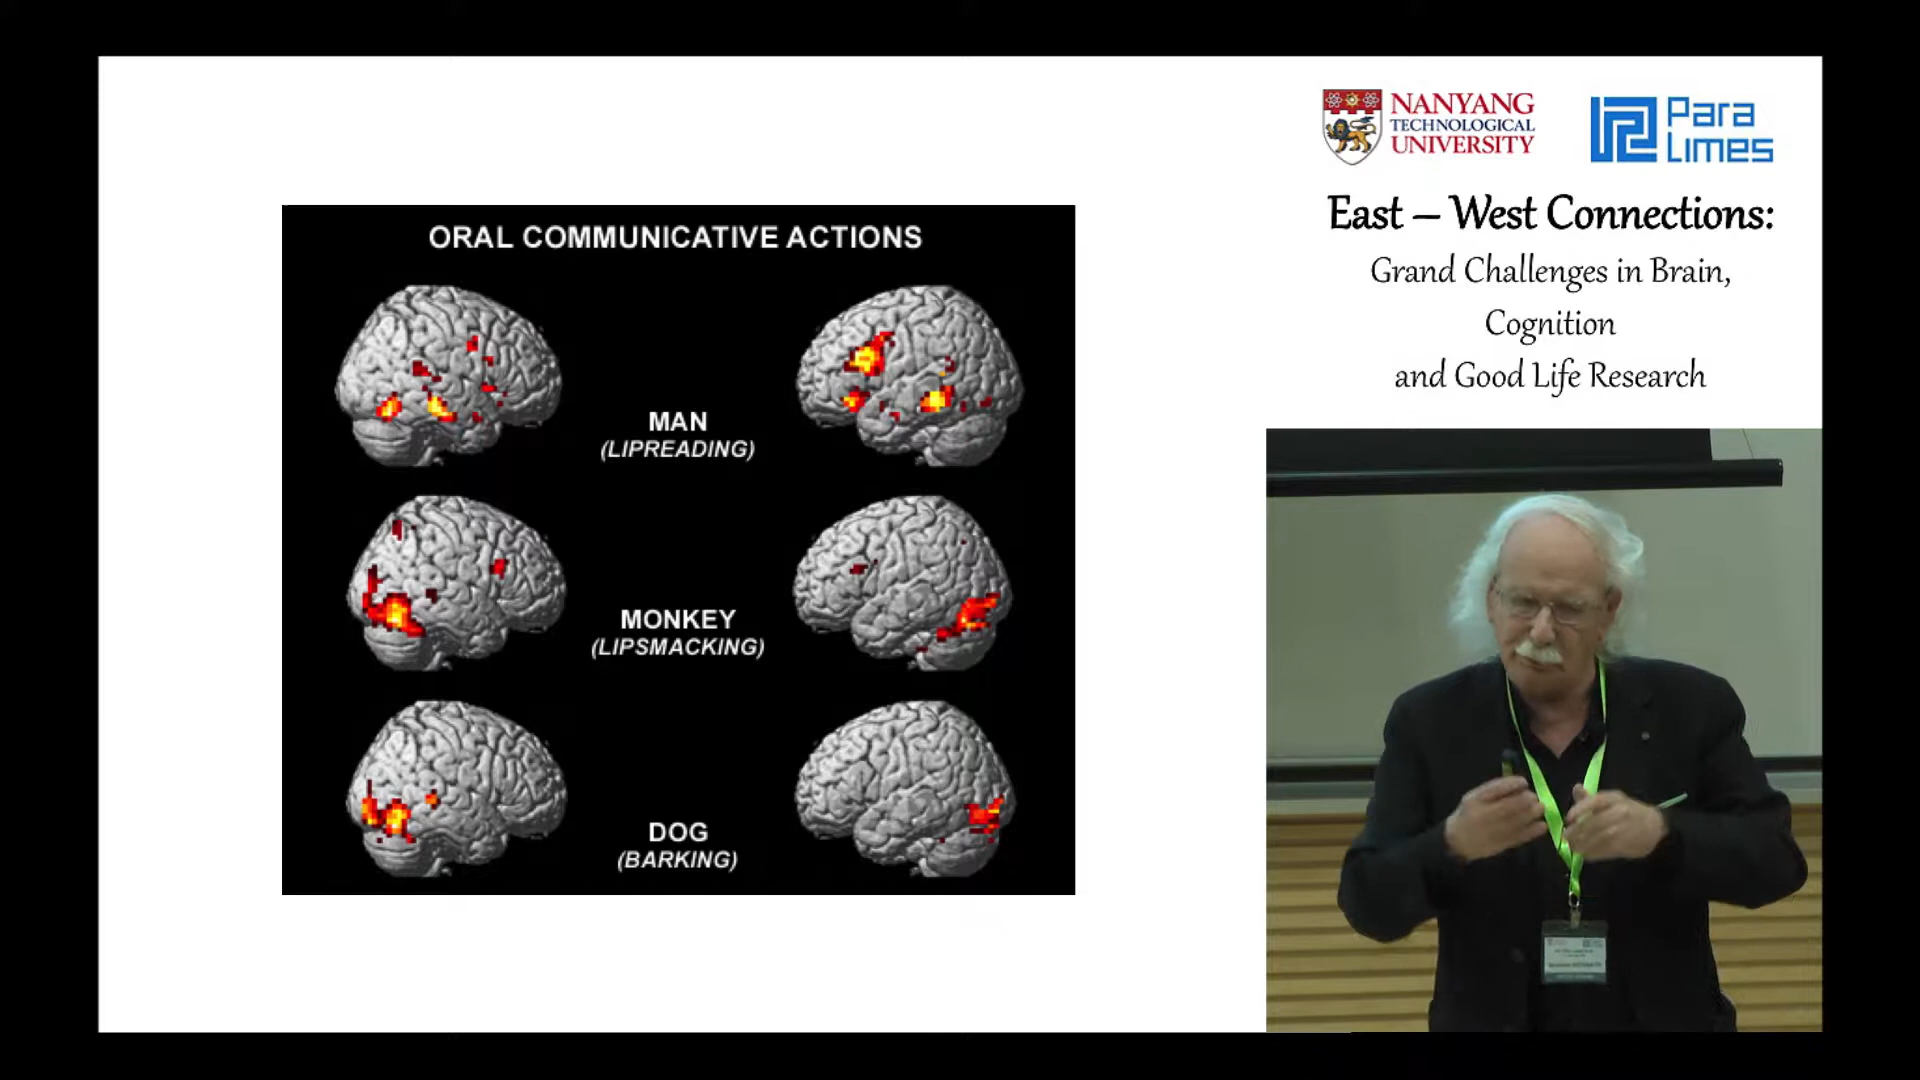 ORAL COMMUNICATIVE ACTIONS
MAN
(LIPREADING)
MONKEY
(LIPSMACKING)
DOG
(BARKING)
NANYANG
TECHNOLOGICAL
UNIVERSITY
Para
Limes
East – West Connections:
Grand Challenges in Brain,
Cognition
and Good Life Research